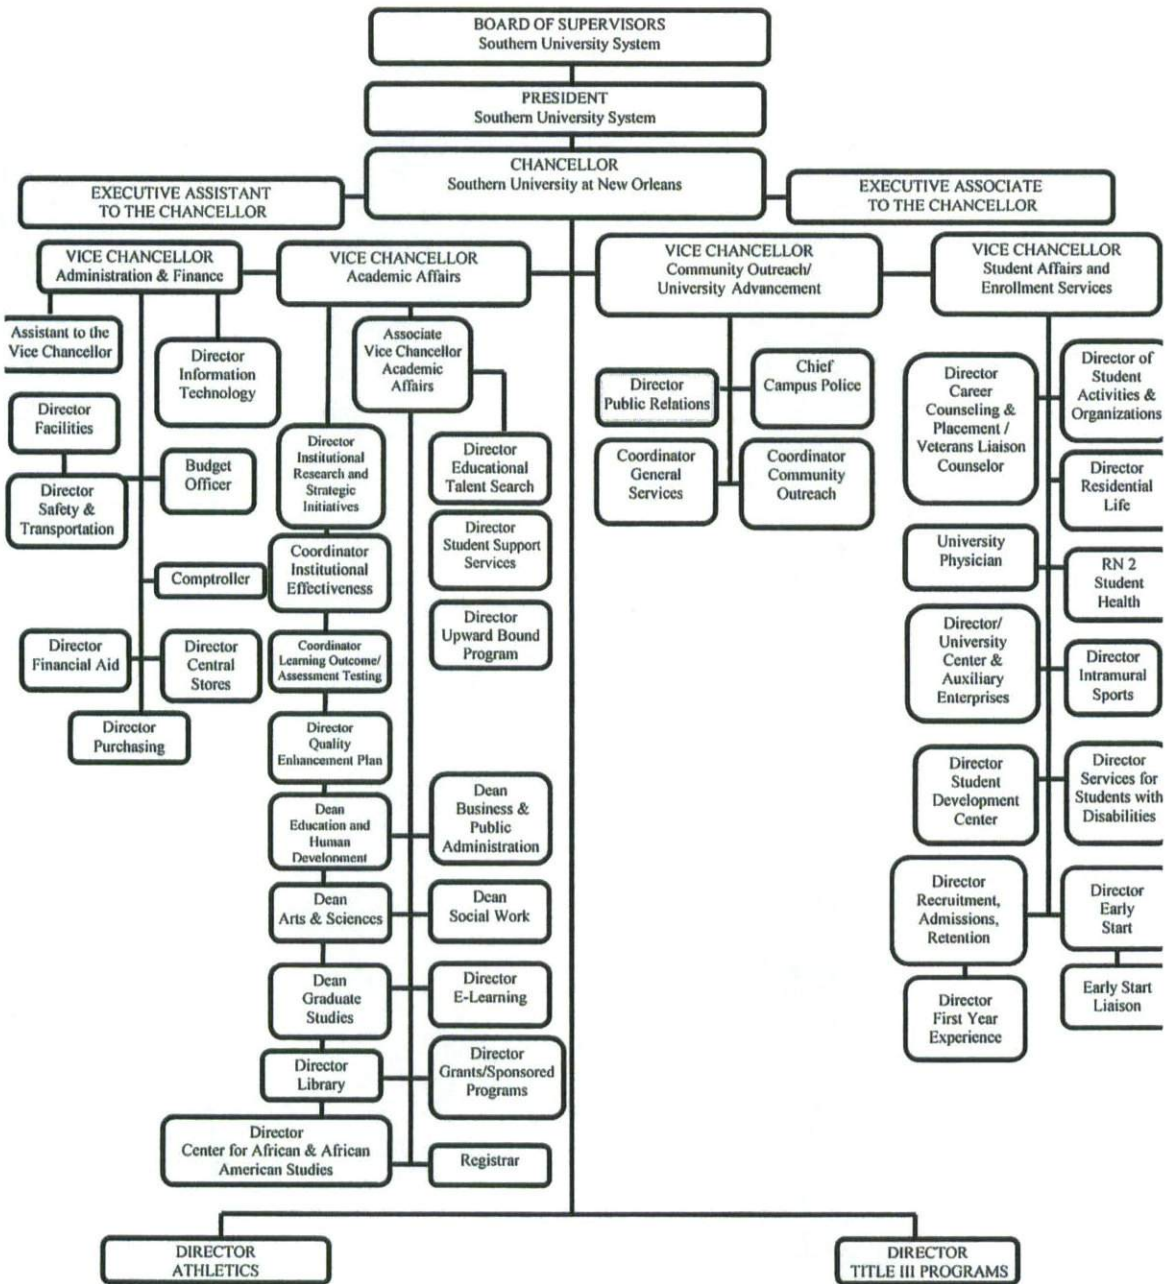 BOARD OF SUPERVISORS
Southern University System
PRESIDENT
Southern University System
CHANCELLOR
Southern University at New Orleans
EXECUTIVE ASSISTANT
TO THE CHANCELLOR
EXECUTIVE ASSOCIATE
TO THE CHANCELLOR
VICE CHANCELLOR
Administration & Finance
VICE CHANCELLOR
Academic Affairs
VICE CHANCELLOR
Community Outreach/
University Advancement
VICE CHANCELLOR
Student Affairs and
Enrollment Services
Assistant to the
Vice Chancellor
Director
Information
Technology
Director
Facilities
Budget
Officer
Director
Safety &
Transportation
Comptroller
Director
Financial Aid
Director
Central
Stores
Director
Purchasing
Associate
Vice Chancellor
Academic
Affairs
Director
Institutional
Research and
Strategic
Initiatives
Director
Educational
Talent Search
Coordinator
Institutional
Effectiveness
Director
Student Support
Services
Coordinator
Learning Outcome/
Assessment Testing
Director
Upward Bound
Program
Director
Quality
Enhancement Plan
Dean
Education and
Human
Development
Dean
Business &
Public
Administration
Dean
Arts & Sciences
Dean
Social Work
Dean
Graduate
Studies
Director
E-Learning
Director
Library
Director
Grants/Sponsored
Programs
Director
Center for African & African
American Studies
Registrar
Director
Public Relations
Chief
Campus Police
Coordinator
General
Services
Coordinator
Community
Outreach
Director
Career
Counseling &
Placement /
Veterans Liaison
Counselor
Director of
Student
Activities &
Organizations
Director
Residential
Life
University
Physician
RN 2
Student
Health
Director/
University
Center &
Auxiliary
Enterprises
Director
Intramural
Sports
Director
Student
Development
Center
Director
Services for
Students with
Disabilities
Director
Recruitment,
Admissions,
Retention
Director
Early
Start
Director
First Year
Experience
Early Start
Liaison
DIRECTOR
ATHLETICS
DIRECTOR
TITLE III PROGRAMS